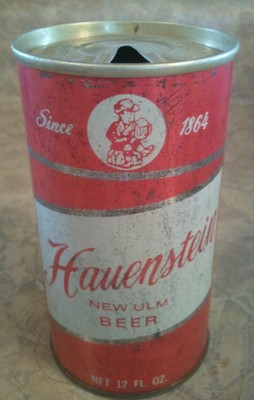 Since 1864
Hauenstein
NEW ULM
BEER
NET 12 FL. OZ.